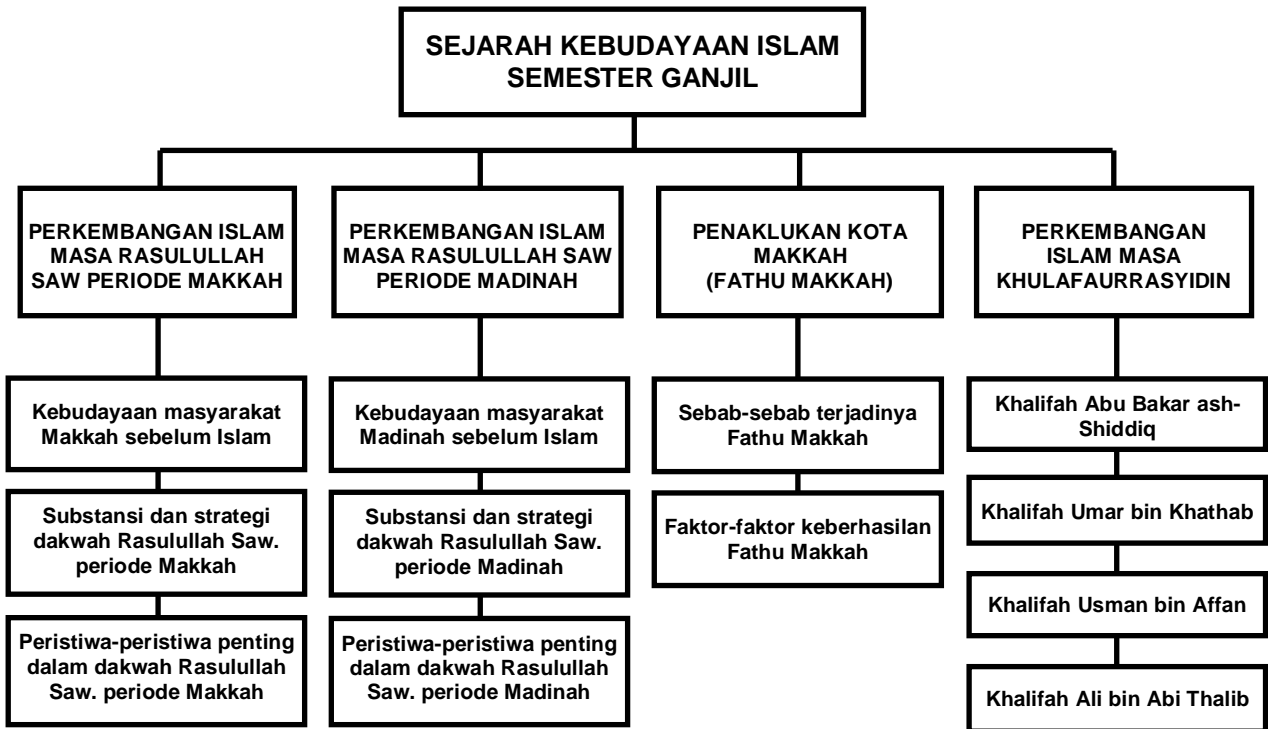 SEJARAH KEBUDAYAAN ISLAM
SEMESTER GANJIL
PERKEMBANGAN ISLAM
MASA RASULULLAH
SAW PERIODE MAKKAH
Kebudayaan masyarakat
Makkah sebelum Islam
Substansi dan strategi
dakwah Rasulullah Saw.
periode Makkah
Peristiwa-peristiwa penting
dalam dakwah Rasulullah
Saw. periode Makkah
PERKEMBANGAN ISLAM
MASA RASULULLAH SAW
PERIODE MADINAH
Kebudayaan masyarakat
Madinah sebelum Islam
Substansi dan strategi
dakwah Rasulullah Saw.
periode Madinah
Peristiwa-peristiwa penting
dalam dakwah Rasulullah
Saw. periode Madinah
PENAKLUKAN KOTA
MAKKAH
(FATHU MAKKAH)
Sebab-sebab terjadinya
Fathu Makkah
Faktor-faktor keberhasilan
Fathu Makkah
PERKEMBANGAN
ISLAM MASA
KHULAFAURRASYIDIN
Khalifah Abu Bakar ash-
Shiddiq
Khalifah Umar bin Khathab
Khalifah Usman bin Affan
Khalifah Ali bin Abi Thalib